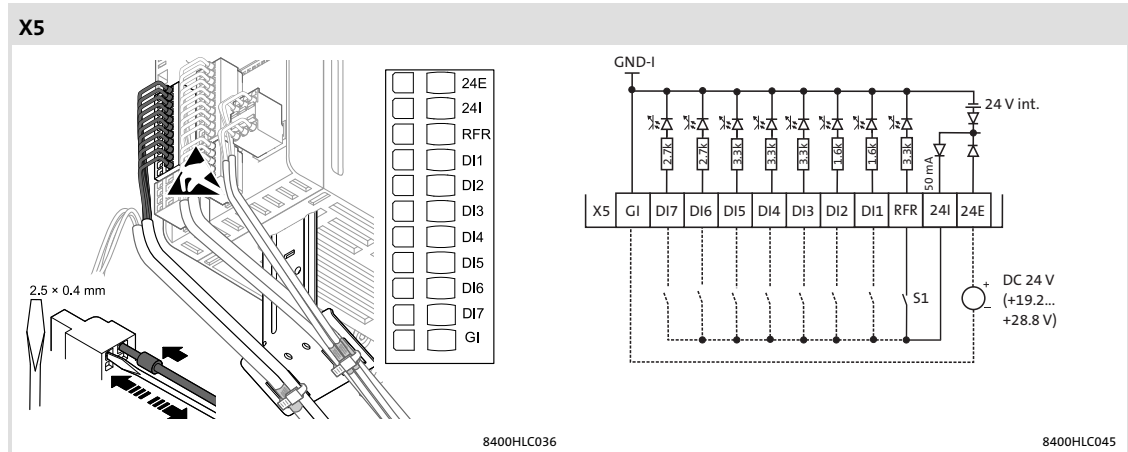 X5
24E
24I
RFR
DI1
DI2
DI3
DI4
DI5
DI6
DI7
GI
2.5 × 0.4 mm
8400HLC036
GND-I
24 V int.
2.7k 2.7k 3.3k 3.3k 3.3k 1.6k 1.6k 3.3k 50 mA
X5 GI DI7 DI6 DI5 DI4 DI3 DI2 DI1 RFR 24I 24E
S1
+
–
DC 24 V
(+19.2...
+28.8 V)
8400HLC045